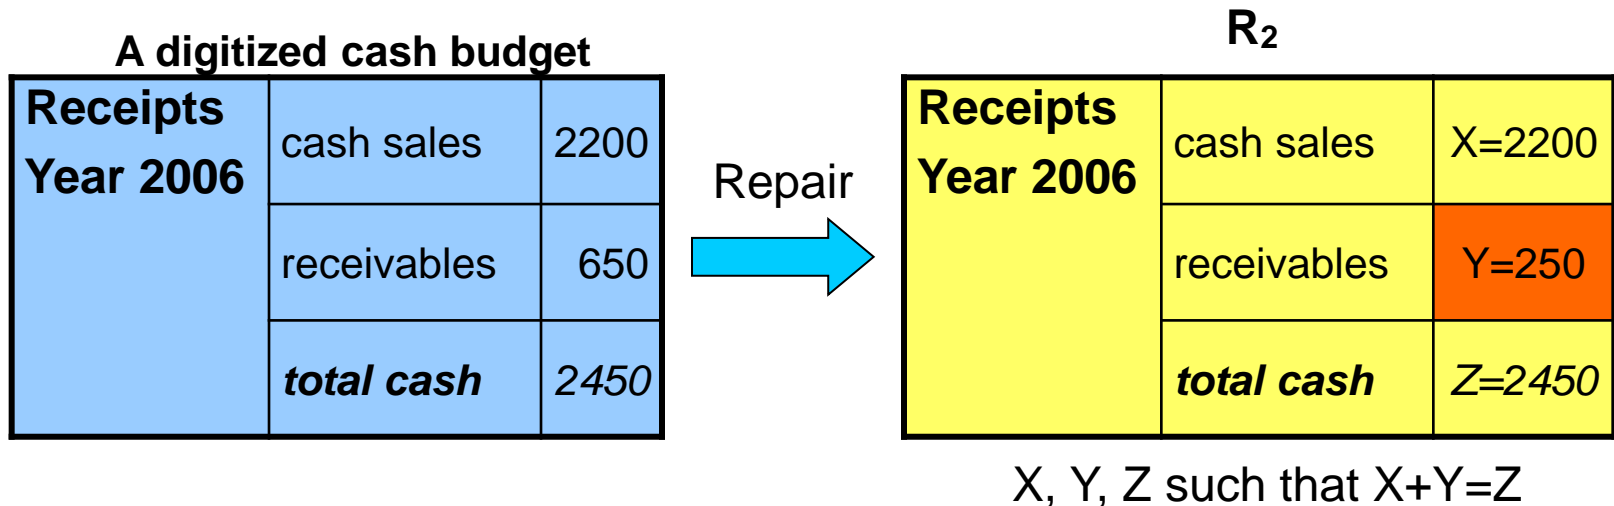 A digitized cash budget
Receipts
Year 2006
cash sales 2200
receivables 650
total cash 2450
Repair
R₂
Receipts
Year 2006
cash sales X=2200
receivables Y=250
total cash Z=2450
X, Y, Z such that X+Y=Z